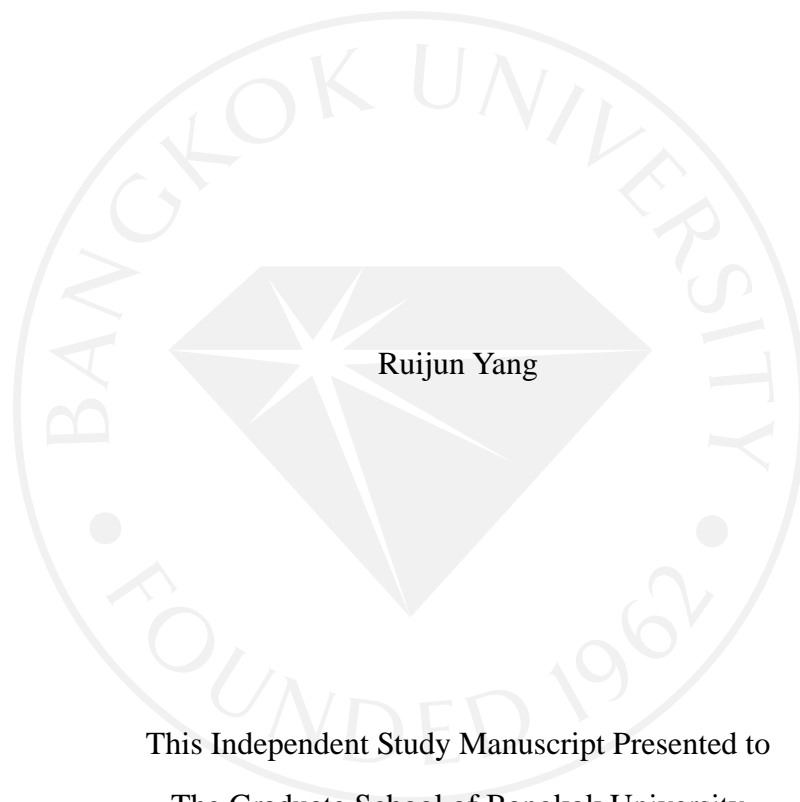 BANGKOK UNIVERSITY
Ruijun Yang
• FOUNDED 1962 •
This Independent Study Manuscript Presented to
The Graduate School of Bangkok University